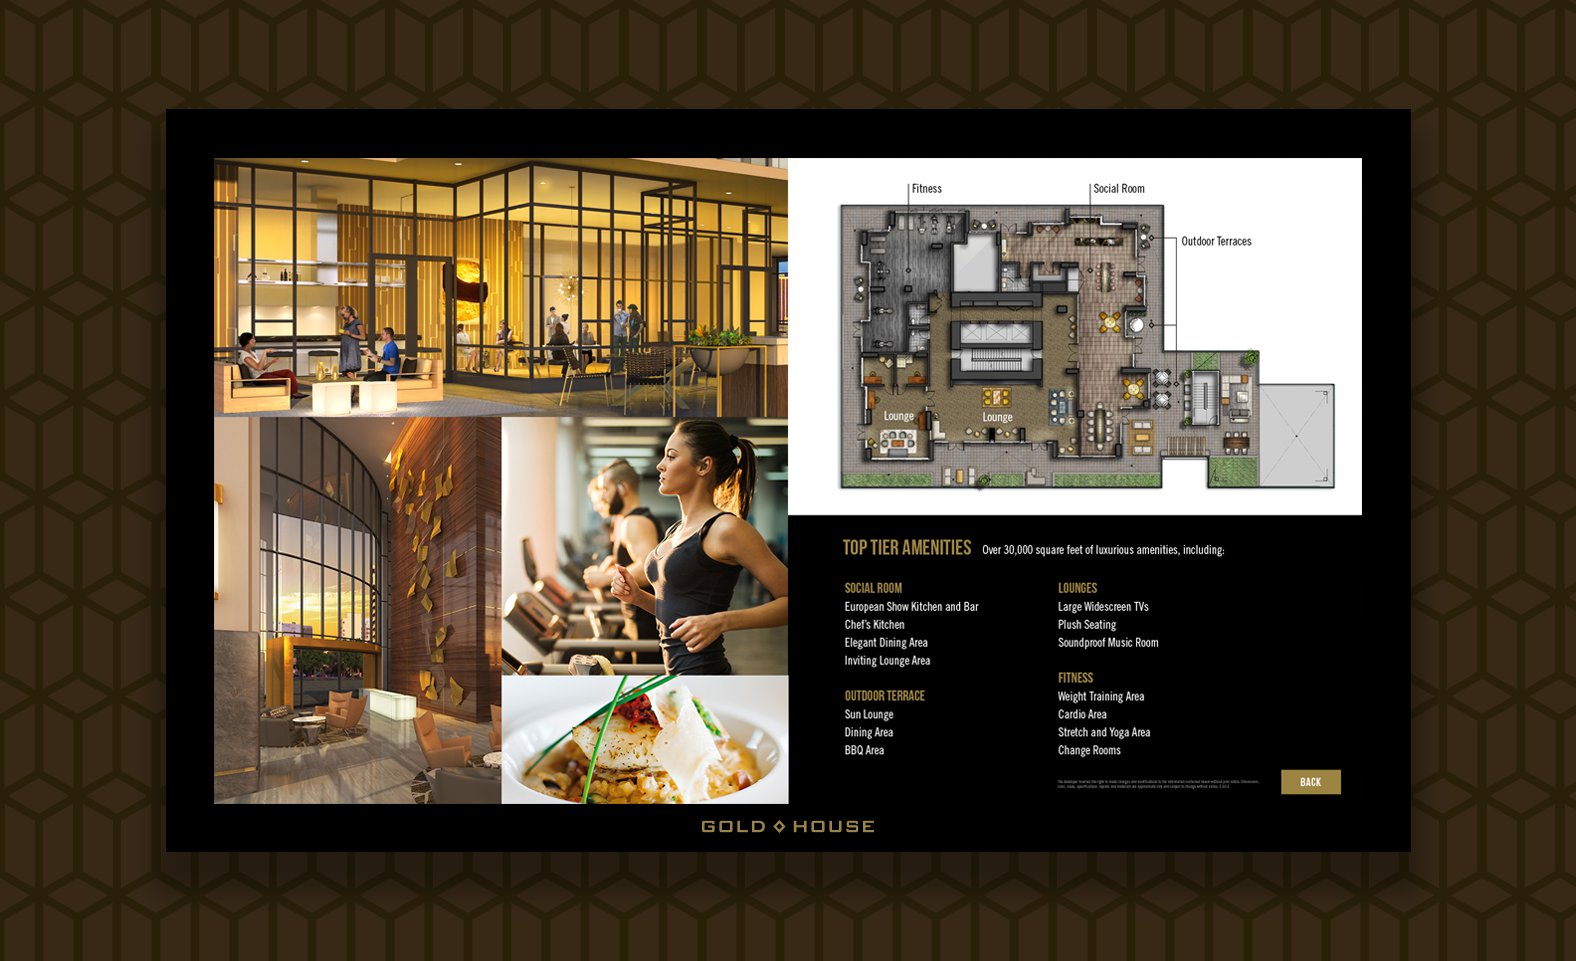 Fitness
Social Room
Outdoor Terraces
Lounge
Lounge
TOP TIER AMENITIES Over 30,000 square feet of luxurious amenities, including:
SOCIAL ROOM
European Show Kitchen and Bar
Chef's Kitchen
Elegant Dining Area
Inviting Lounge Area
OUTDOOR TERRACE
Sun Lounge
Dining Area
BBQ Area
LOUNGES
Large Widescreen TVs
Plush Seating
Soundproof Music Room
FITNESS
Weight Training Area
Cardio Area
Stretch and Yoga Area
Change Rooms
BACK
GOLD HOUSE